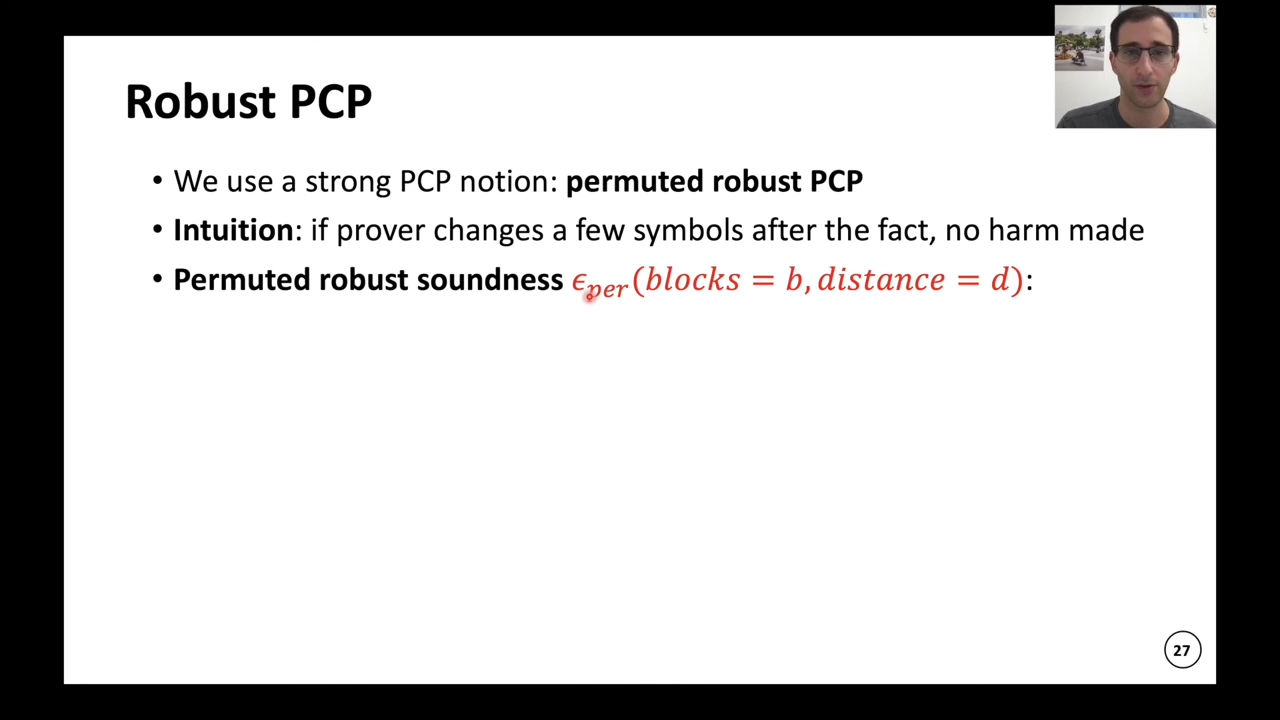 Robust PCP
• We use a strong PCP notion: permuted robust PCP
• Intuition: if prover changes a few symbols after the fact, no harm made
• Permuted robust soundness ϵ_per(blocks = b, distance = d):
27